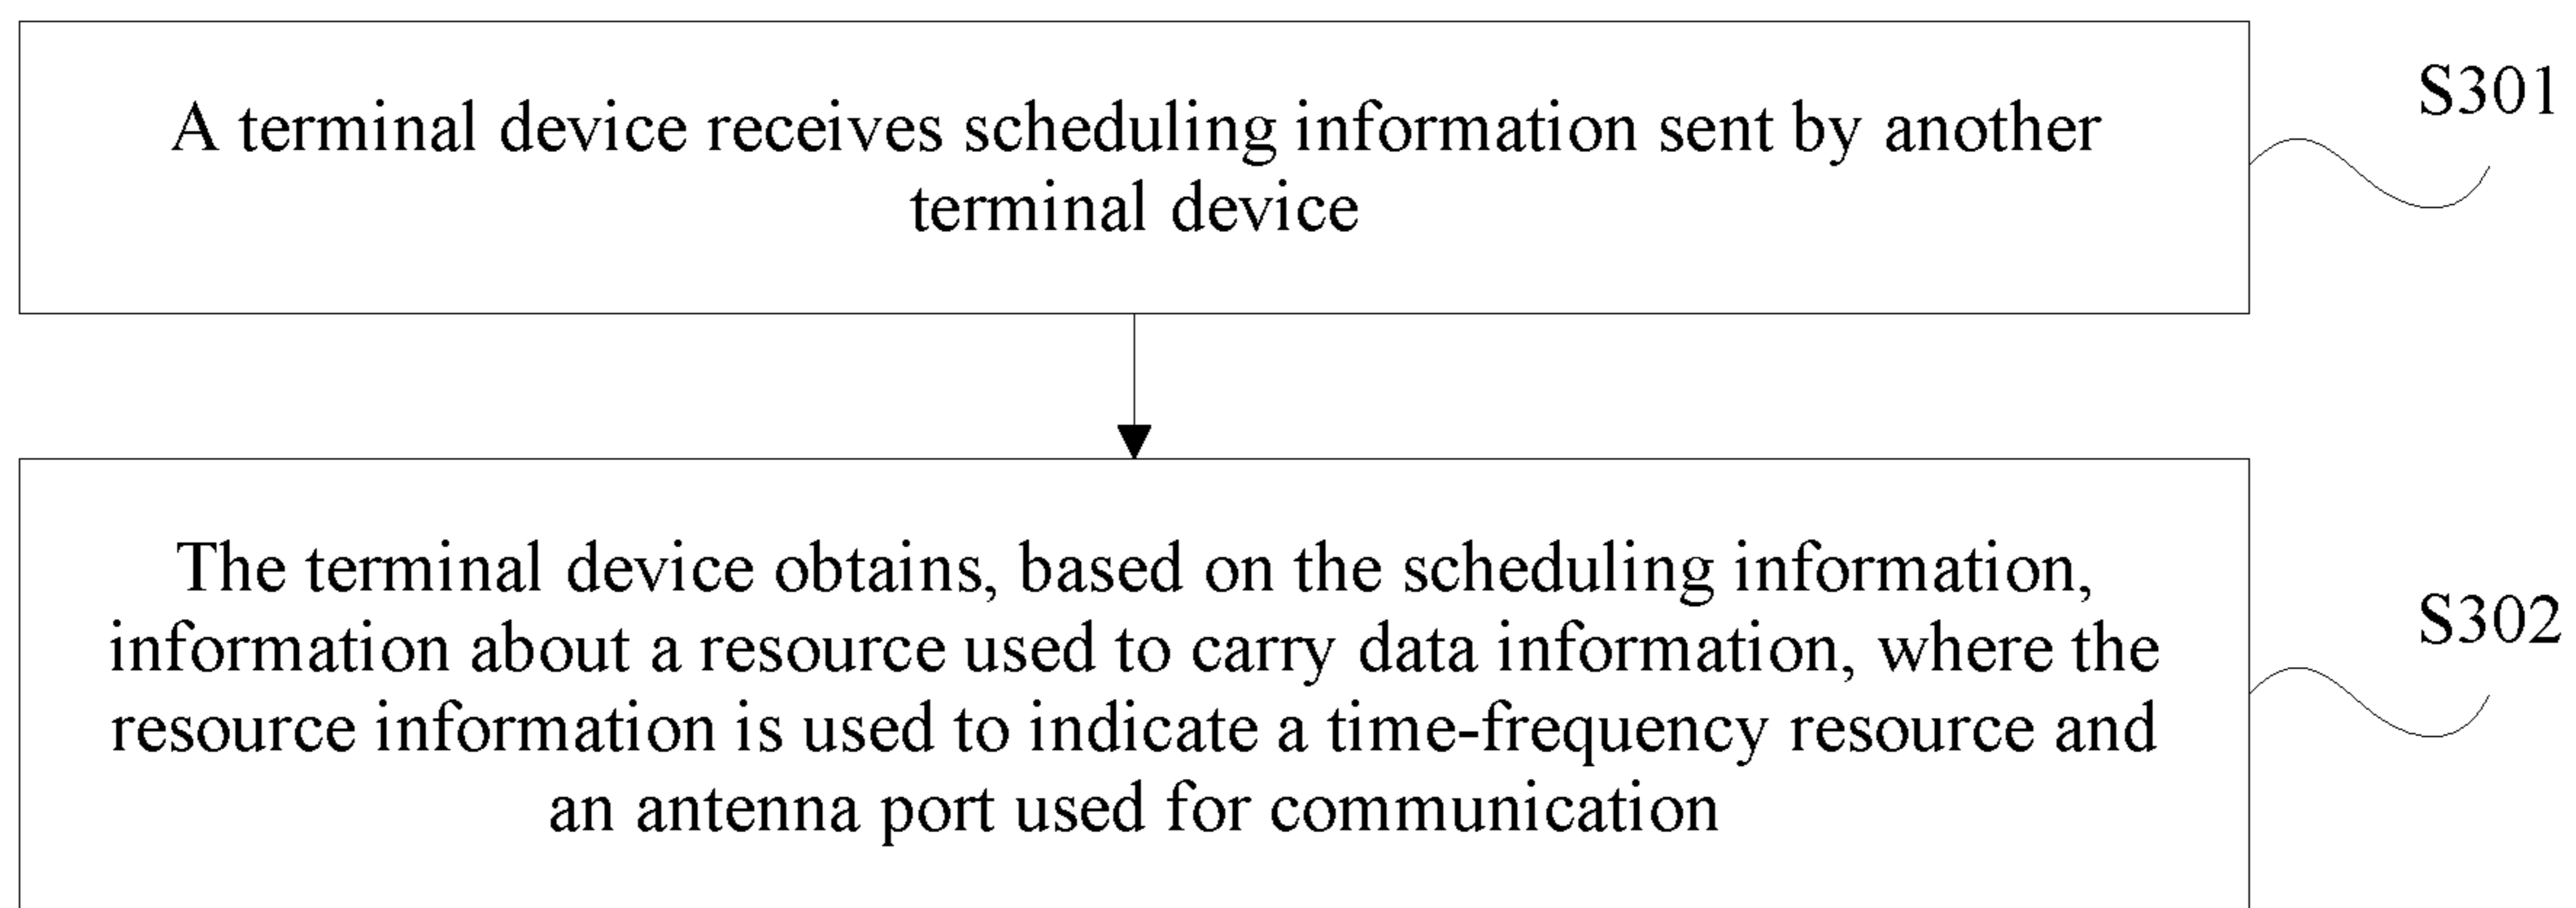 A terminal device receives scheduling information sent by another
terminal device
S301
The terminal device obtains, based on the scheduling information,
information about a resource used to carry data information, where the
resource information is used to indicate a time-frequency resource and
an antenna port used for communication
S302